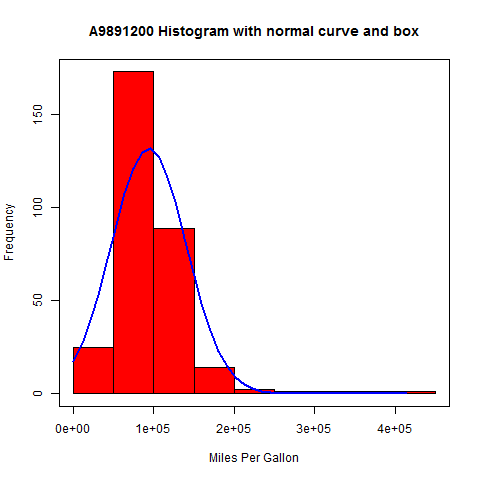 A9891200 Histogram with normal curve and box
Frequency
150
100
50
0
0e+00 1e+05 2e+05 3e+05 4e+05
Miles Per Gallon